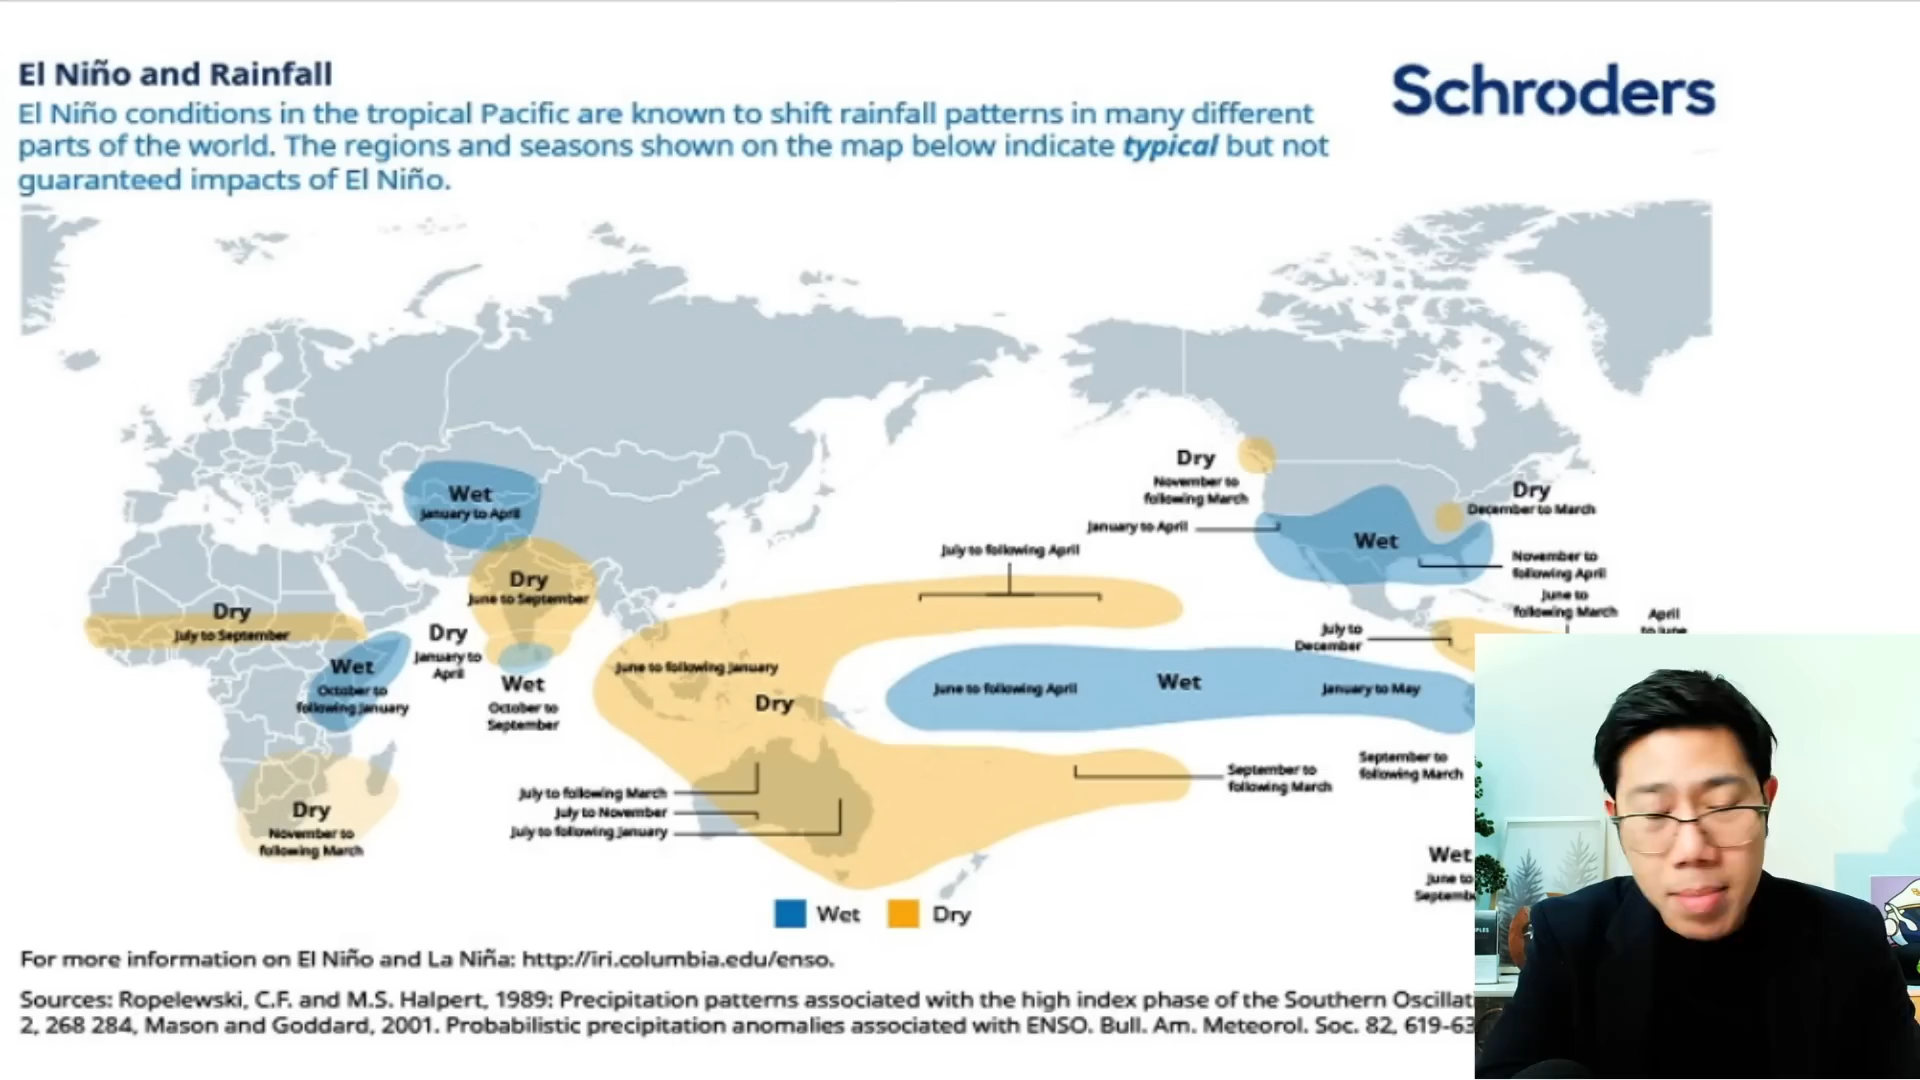 El Niño and Rainfall
Schroders
El Niño conditions in the tropical Pacific are known to shift rainfall patterns in many different
parts of the world. The regions and seasons shown on the map below indicate typical but not
guaranteed impacts of El Niño.
Wet
January to April
Dry
June to September
Dry
July to September
Wet
October to
following January
Dry
January to
April
Wet
October to
September
Dry
November to
following March
July to following April
June to following January
Dry
June to following April
Wet
January to May
July to following March
July to November
July to following January
September to
following March
September to
following March
Dry
November to
following March
January to April
Wet
Dry
December to March
November to
following April
June to
following March
April
to June
July to
December
Wet
June to
Wet
Dry
For more information on El Niño and La Niña: http://iri.columbia.edu/enso.
Sources: Ropelewski, C.F. and M.S. Halpert, 1989: Precipitation patterns associated with the high index phase of the Southern Oscillat
2, 268 284, Mason and Goddard, 2001. Probabilistic precipitation anomalies associated with ENSO. Bull. Am. Meteorol. Soc. 82, 619-63